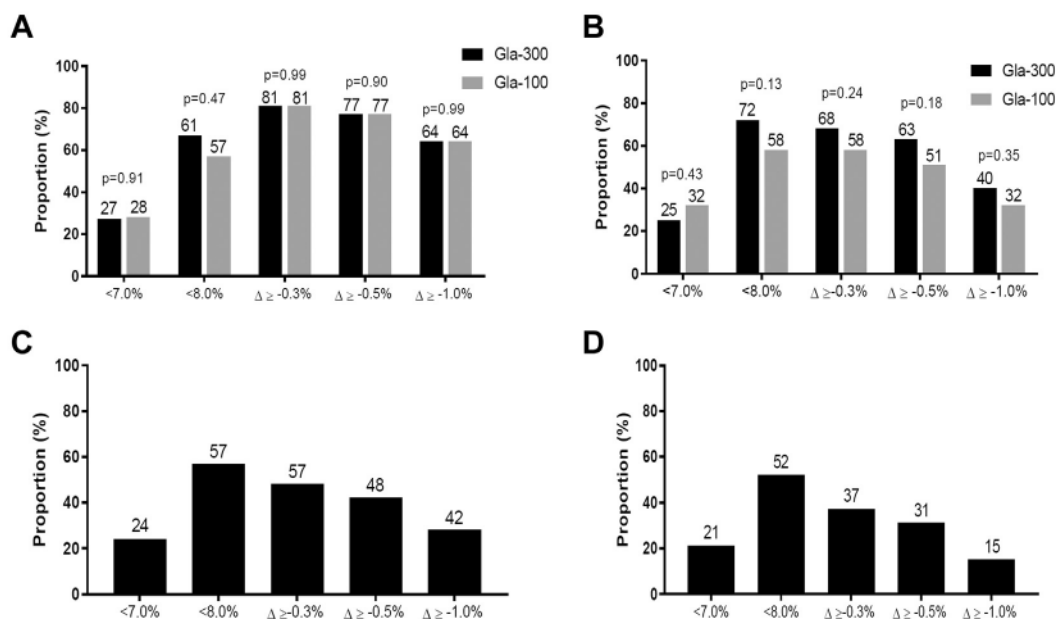 A
Gla-300
Gla-100
Proportion (%)
100
80
60
40
20
0
p=0.91
p=0.47
p=0.99
p=0.90
p=0.99
27 28
61 57
81 81
77 77
64 64
<7.0%
<8.0%
Δ ≥ -0.3%
Δ ≥ -0.5%
Δ ≥ -1.0%
B
Gla-300
Gla-100
Proportion (%)
100
80
60
40
20
0
p=0.43
p=0.13
p=0.24
p=0.18
p=0.35
25 32
72 58
68 58
63 51
40 32
<7.0%
<8.0%
Δ ≥-0.3%
Δ ≥ -0.5%
Δ ≥ -1.0%
C
Proportion (%)
100
80
60
40
20
0
24
57
57
48
42
<7.0%
<8.0%
Δ ≥-0.3%
Δ ≥ -0.5%
Δ ≥ -1.0%
D
Proportion (%)
100
80
60
40
20
0
21
52
37
31
15
<7.0%
<8.0%
Δ ≥-0.3%
Δ ≥ -0.5%
Δ ≥ -1.0%